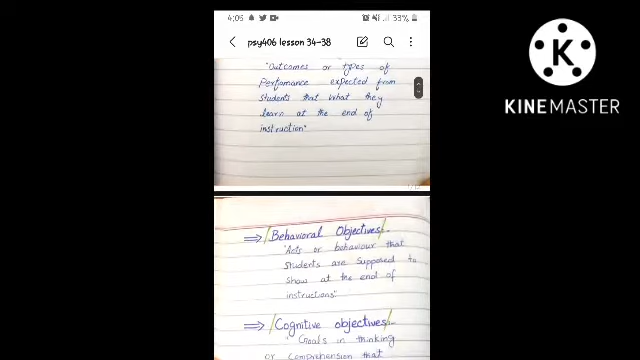 4:05
33%
psy406 lesson 34-38
"Outcomes or types of
Perfomance expected from
Students that what they
learn at the end of
instruction"
⇒ Behavioral Objectives:-
"Acts or behaviour that
Students are supposed to
show at the end of
instructions"
⇒ Cognitive objectives:-
"Goals in thinking
or Comprehension that
K
KINEMASTER